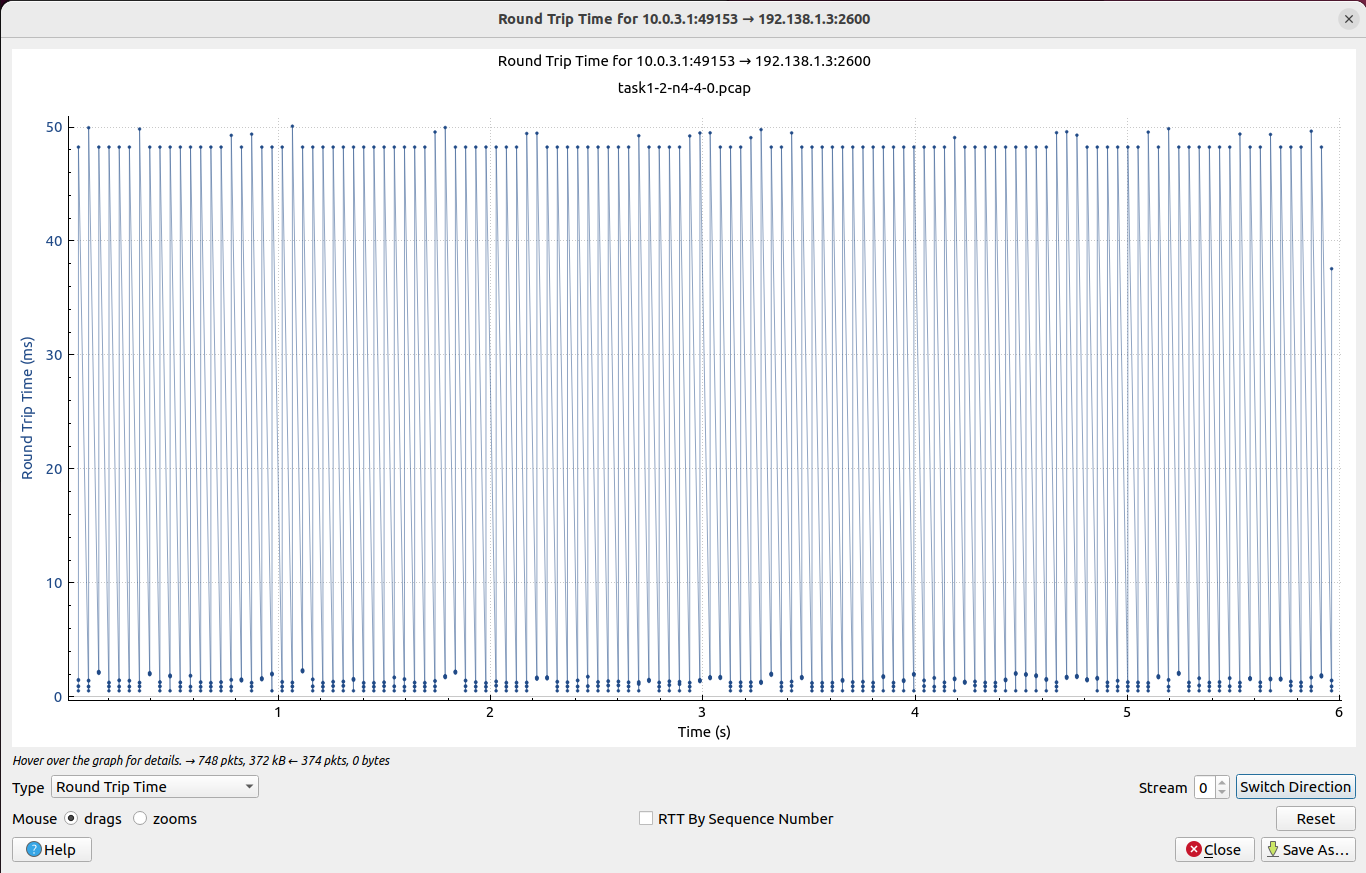 Round Trip Time for 10.0.3.1:49153 → 192.138.1.3:2600
Round Trip Time for 10.0.3.1:49153 → 192.138.1.3:2600
task1-2-n4-4-0.pcap
50
40
30
20
10
0
Round Trip Time (ms)
1 2 3 4 5 6
Time (s)
Hover over the graph for details. → 748 pkts, 372 kB ← 374 pkts, 0 bytes
Type Round Trip Time Stream 0 Switch Direction
Mouse drags zooms RTT By Sequence Number Reset
Help Close Save As…